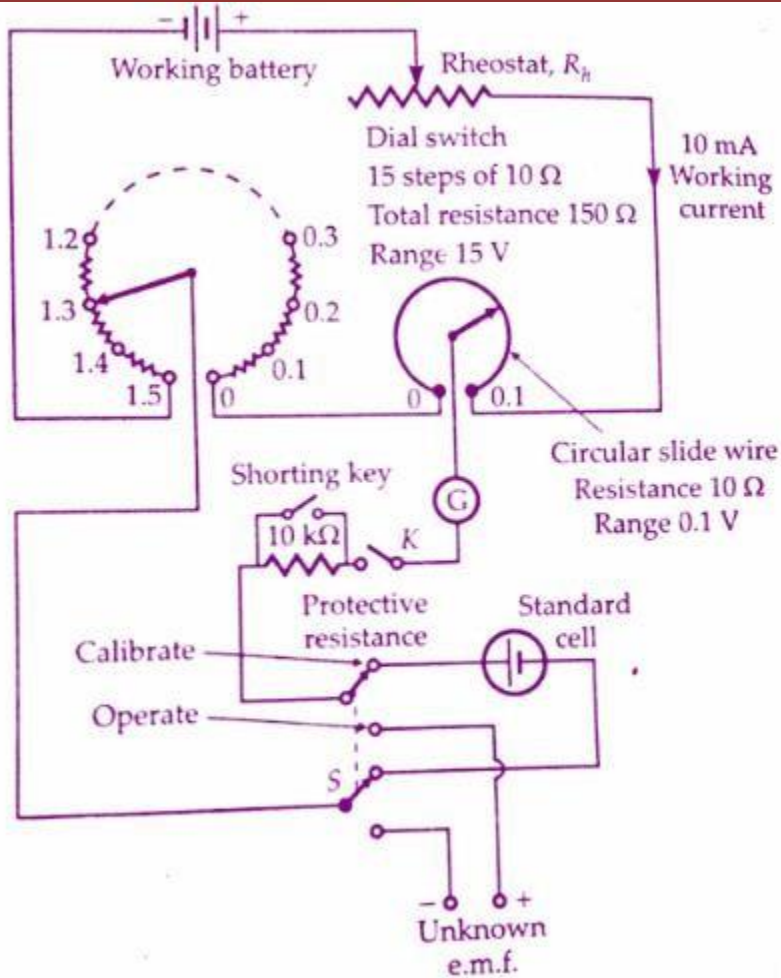 − +
Working battery
Rheostat, Rh
Dial switch
15 steps of 10 Ω
Total resistance 150 Ω
Range 15 V
10 mA
Working
current
1.2
0.3
1.3
0.2
1.4
0.1
1.5
0
0
0.1
Circular slide wire
Resistance 10 Ω
Range 0.1 V
Shorting key
G
10 kΩ
K
Protective
resistance
Standard
cell
Calibrate
Operate
S
− +
Unknown
e.m.f.